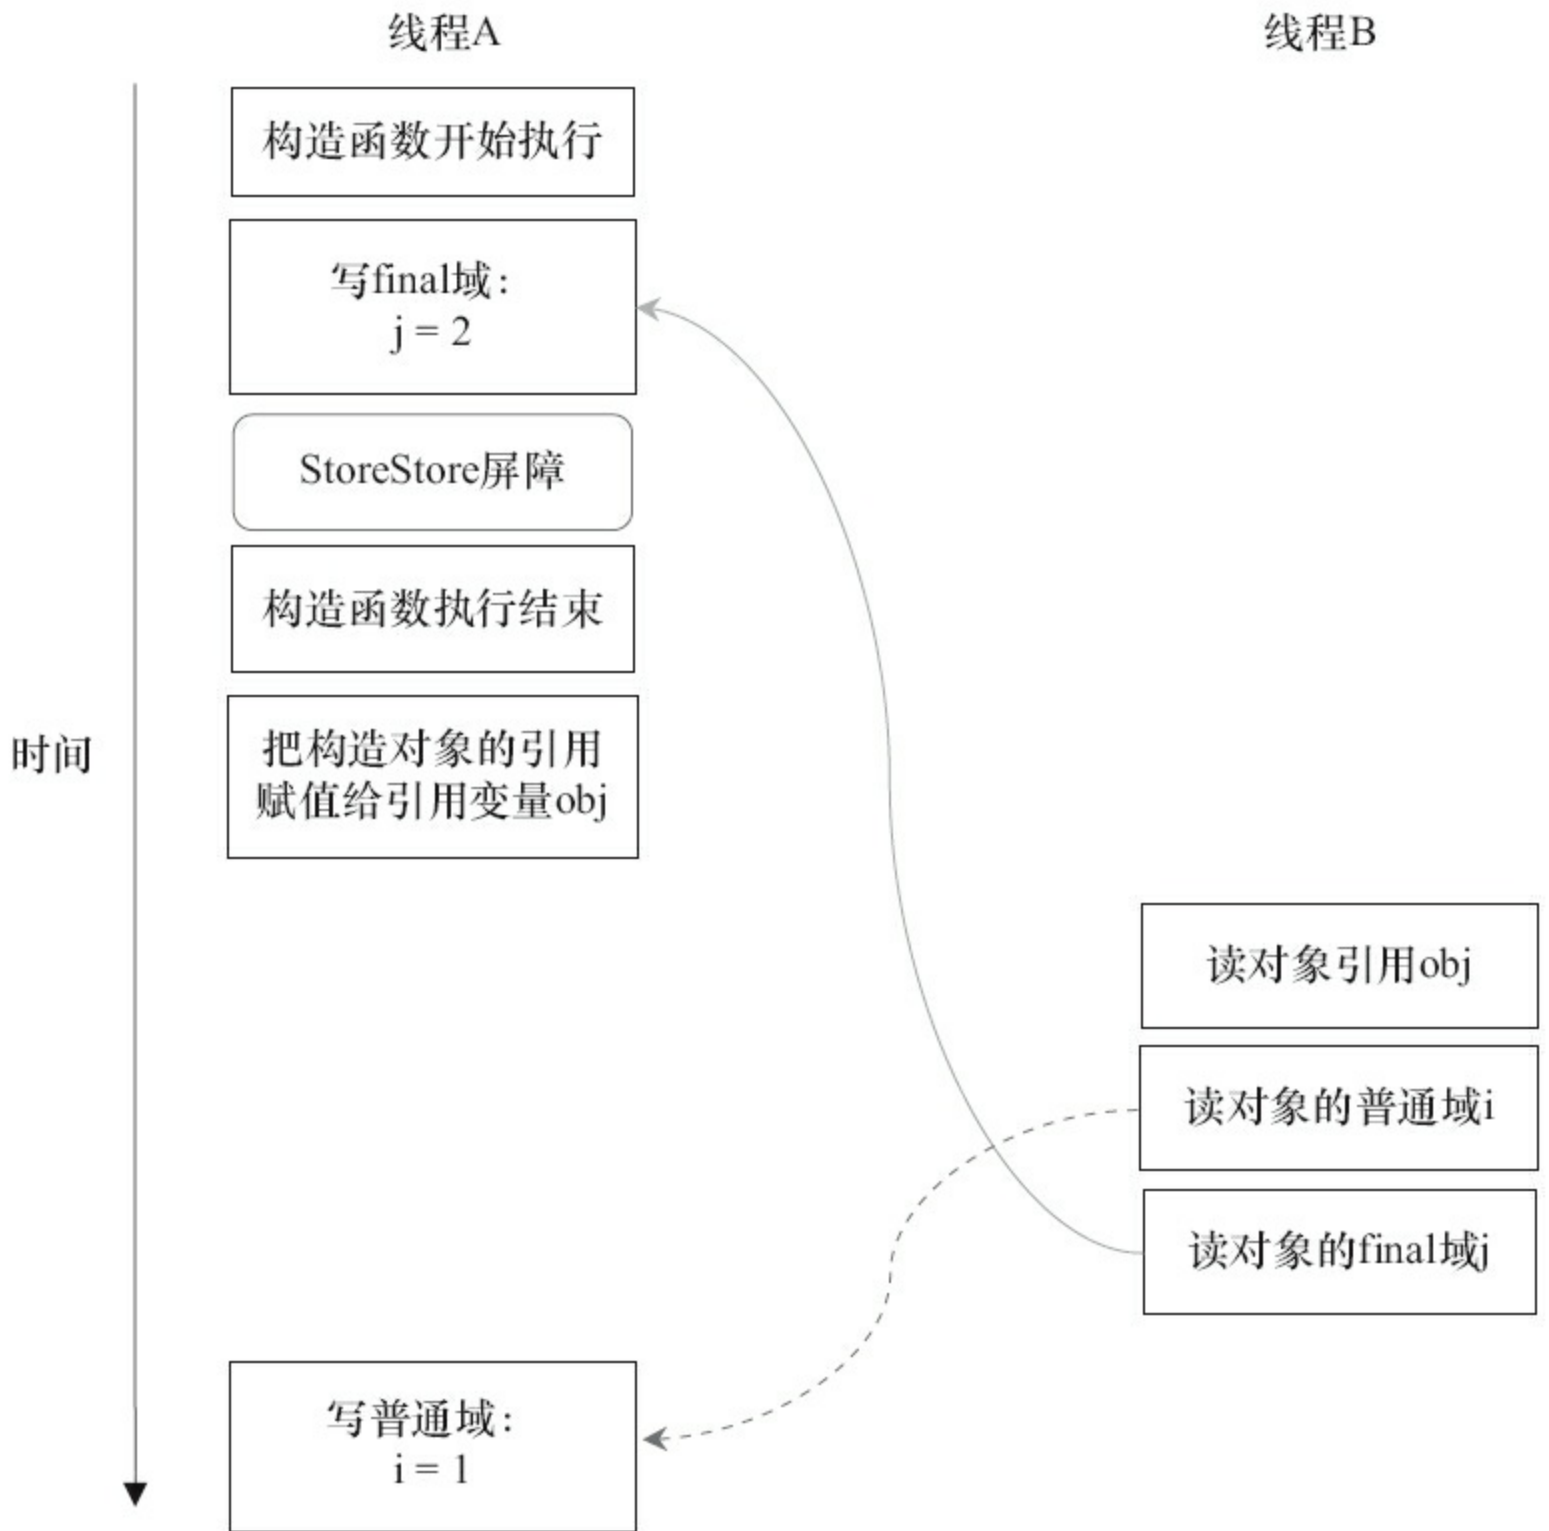 线程A
线程B
构造函数开始执行
写final域：
j = 2
StoreStore屏障
构造函数执行结束
时间
把构造对象的引用
赋值给引用变量obj
读对象引用obj
读对象的普通域i
读对象的final域j
写普通域：
i = 1